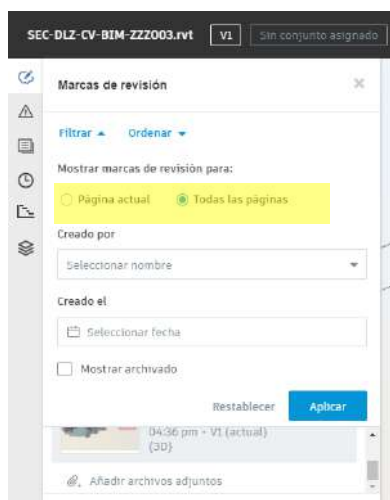 SEC-DLZ-CV-BIM-ZZZ003.rvt V1 Sin conjunto asignado
Marcas de revisión
Filtrar Ordenar
Mostrar marcas de revisión para:
Página actual Todas las páginas
Creado por
Seleccionar nombre
Creado el
Seleccionar fecha
Mostrar archivado
Restablecer Aplicar
04:36 pm - V1 (actual)
(3D)
Añadir archivos adjuntos